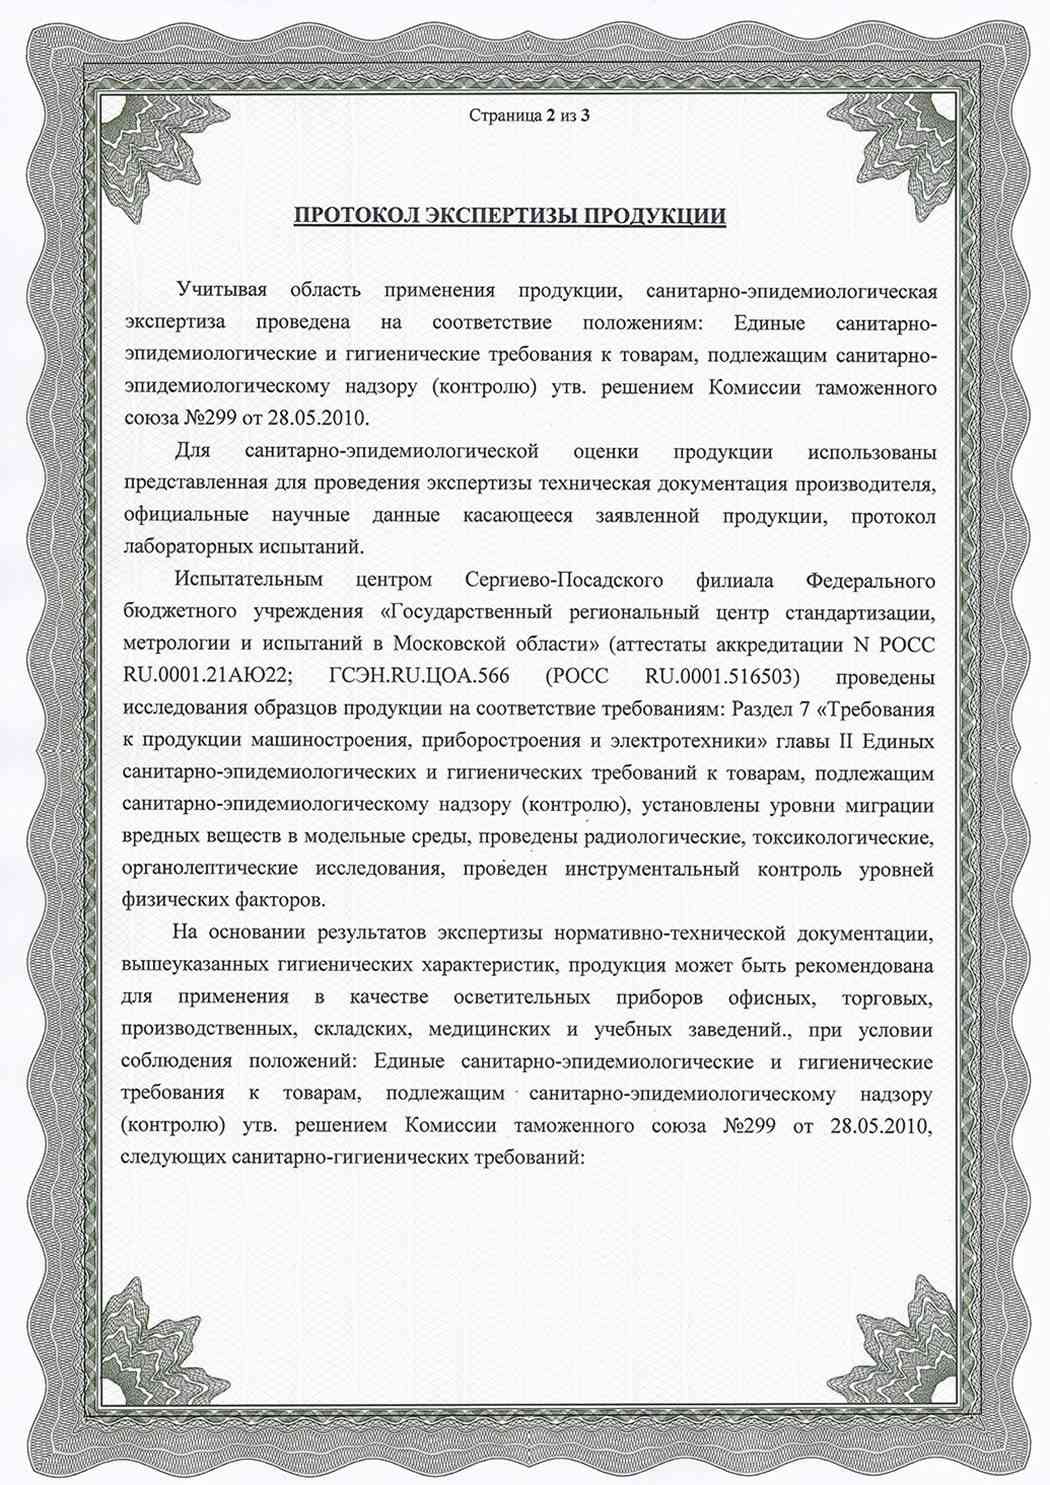 Страница 2 из 3
ПРОТОКОЛ ЭКСПЕРТИЗЫ ПРОДУКЦИИ
Учитывая область применения продукции, санитарно-эпидемиологическая
экспертиза проведена на соответствие положениям: Единые санитарно-
эпидемиологические и гигиенические требования к товарам, подлежащим санитарно-
эпидемиологическому надзору (контролю) утв. решением Комиссии таможенного
союза №299 от 28.05.2010.
Для санитарно-эпидемиологической оценки продукции использованы
представленная для проведения экспертизы техническая документация производителя,
официальные научные данные касающееся заявленной продукции, протокол
лабораторных испытаний.
Испытательным центром Сергиево-Посадского филиала Федерального
бюджетного учреждения «Государственный региональный центр стандартизации,
метрологии и испытаний в Московской области» (аттестаты аккредитации N РОСС
RU.0001.21АЮ22; ГСЭН.RU.ЦОА.566 (РОСС RU.0001.516503) проведены
исследования образцов продукции на соответствие требованиям: Раздел 7 «Требования
к продукции машиностроения, приборостроения и электротехники» главы II Единых
санитарно-эпидемиологических и гигиенических требований к товарам, подлежащим
санитарно-эпидемиологическому надзору (контролю), установлены уровни миграции
вредных веществ в модельные среды, проведены радиологические, токсикологические,
органолептические исследования, проведен инструментальный контроль уровней
физических факторов.
На основании результатов экспертизы нормативно-технической документации,
вышеуказанных гигиенических характеристик, продукция может быть рекомендована
для применения в качестве осветительных приборов офисных, торговых,
производственных, складских, медицинских и учебных заведений., при условии
соблюдения положений: Единые санитарно-эпидемиологические и гигиенические
требования к товарам, подлежащим санитарно-эпидемиологическому надзору
(контролю) утв. решением Комиссии таможенного союза №299 от 28.05.2010,
следующих санитарно-гигиенических требований: